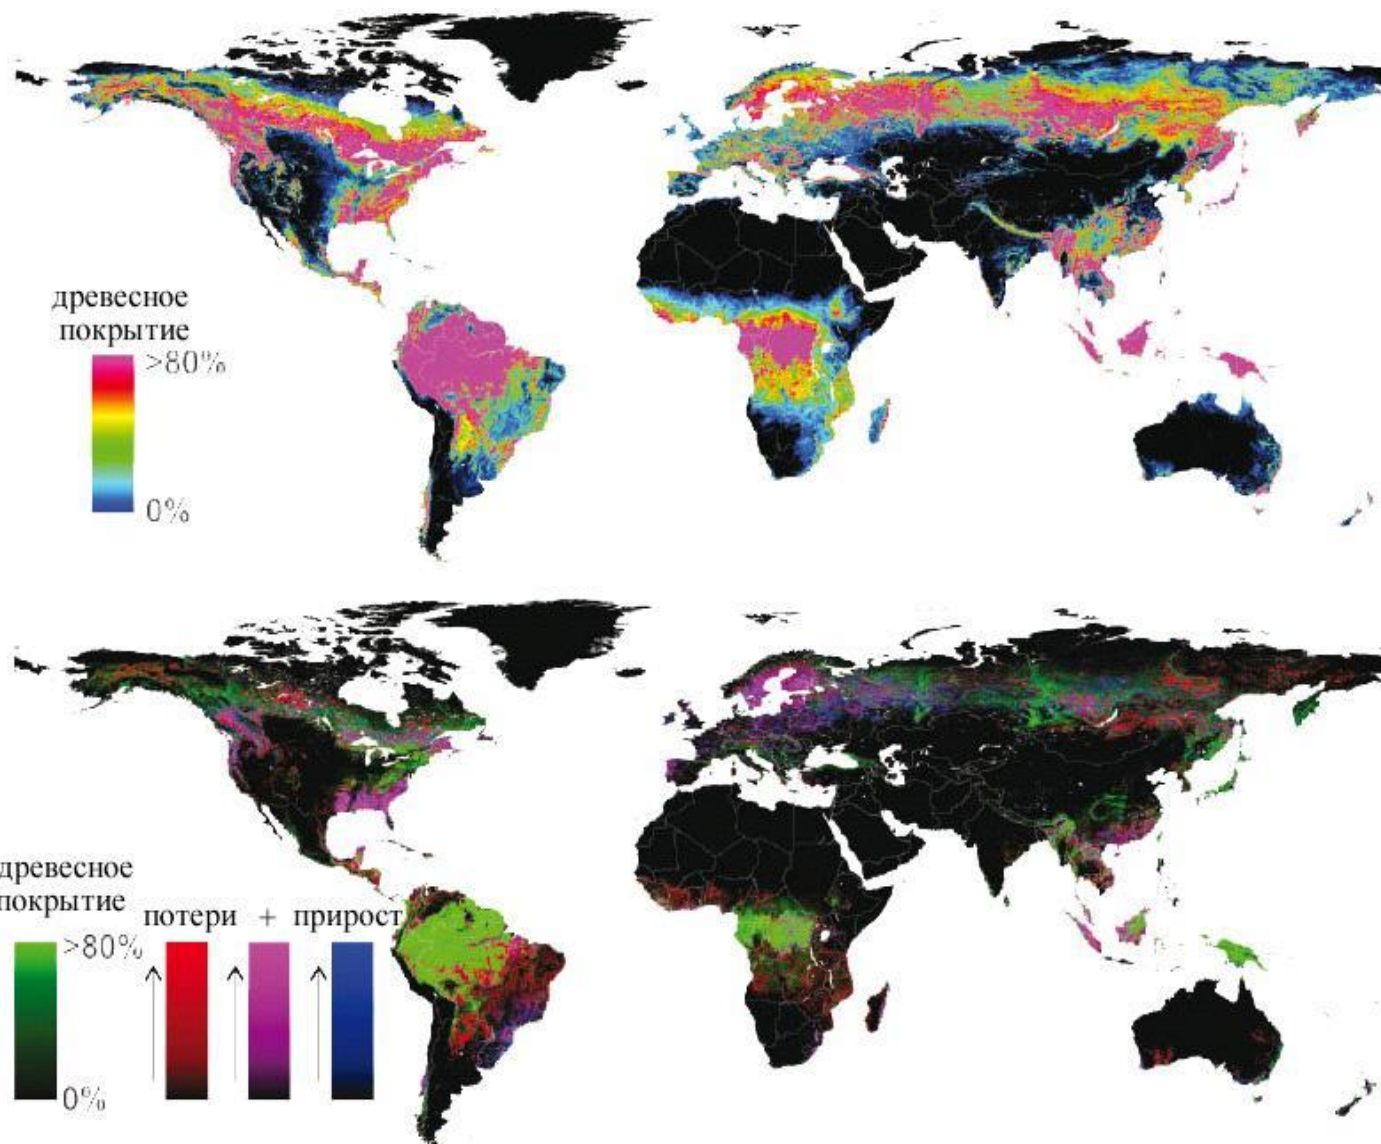 древесное
покрытие
>80%
0%
древесное
покрытие
потери + прирост
>80%
0%